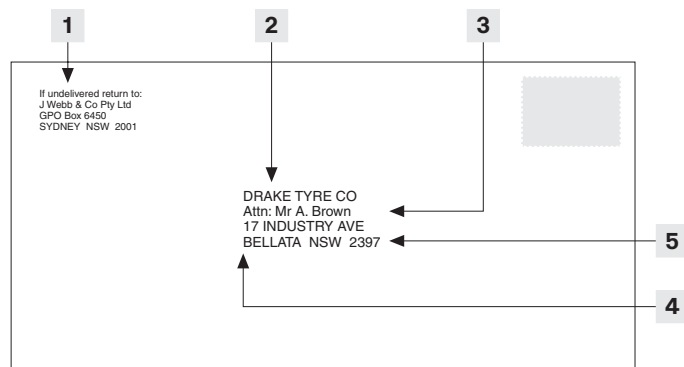 1 2 3
If undelivered return to:
J Webb & Co Pty Ltd
GPO Box 6450
SYDNEY NSW 2001
DRAKE TYRE CO
Attn: Mr A. Brown
17 INDUSTRY AVE
BELLATA NSW 2397
5
4